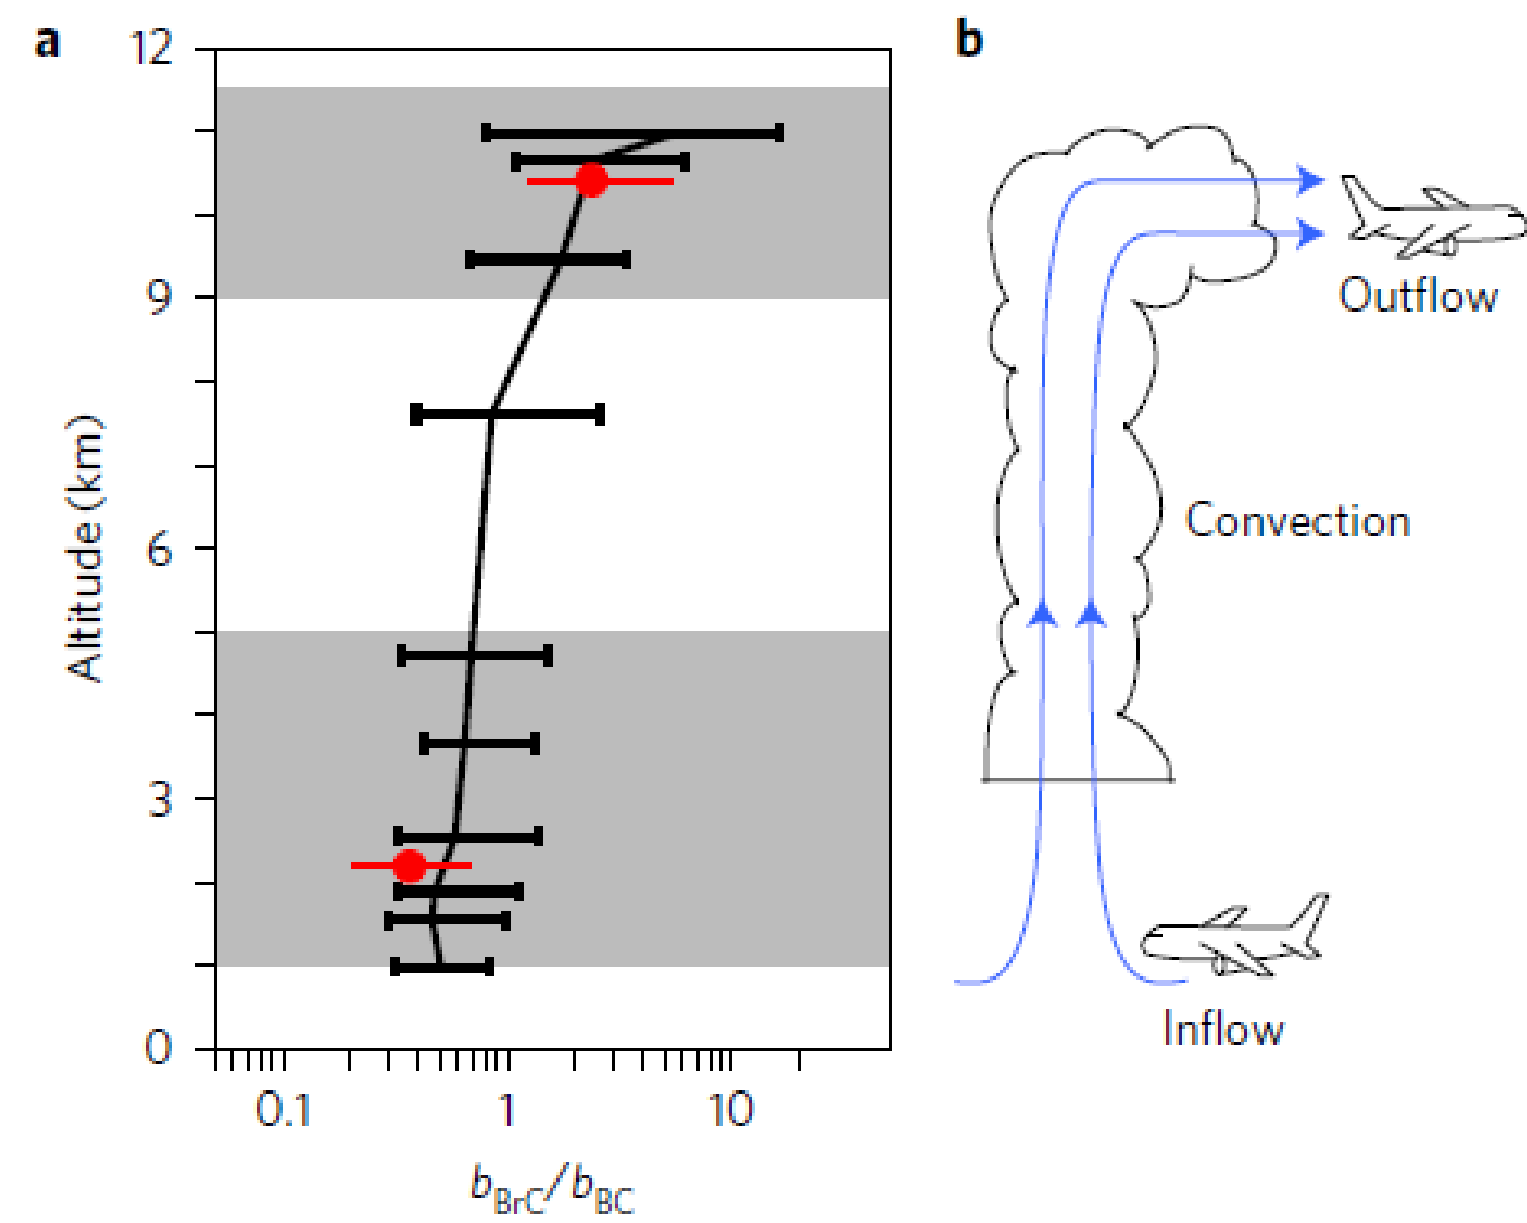 a
b
12
9
6
3
0
Altitude (km)
0.1 1 10
bBrC/bBC
Outflow
Convection
Inflow